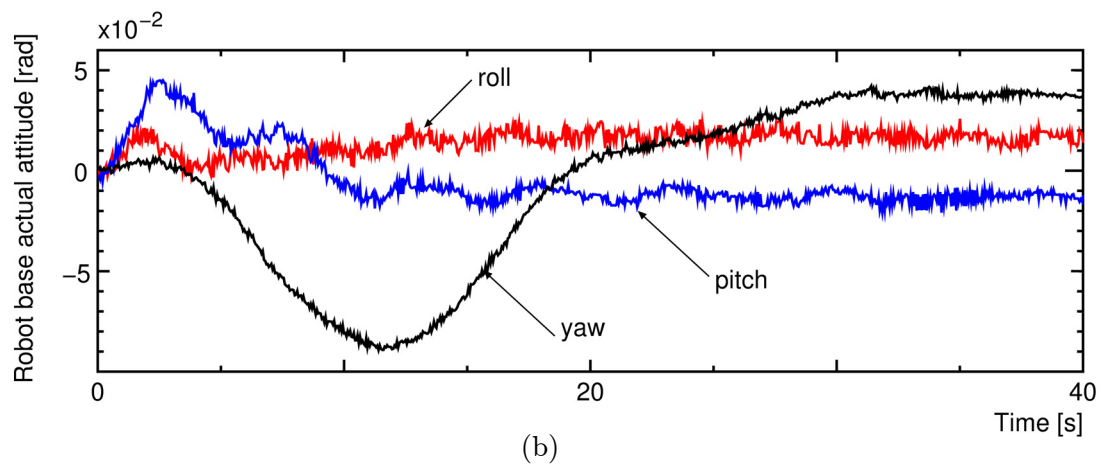 x10⁻²
Robot base actual attitude [rad]
5
0
−5
roll
pitch
yaw
0
20
40
Time [s]
(b)